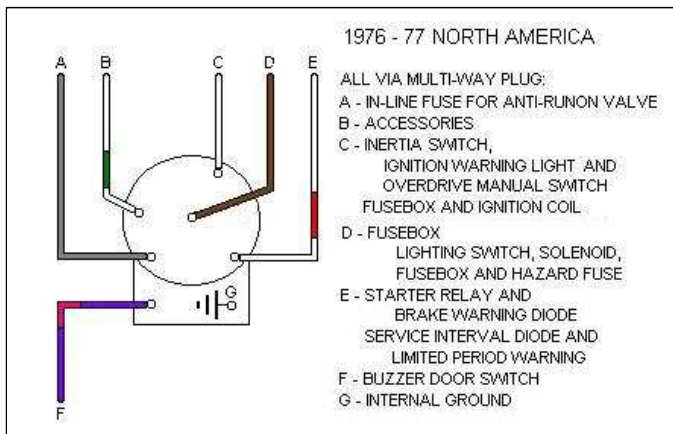 1976 - 77 NORTH AMERICA
A B C D E
ALL VIA MULTI-WAY PLUG:
A - IN-LINE FUSE FOR ANTI-RUNON VALVE
B - ACCESSORIES
C - INERTIA SWITCH,
IGNITION WARNING LIGHT AND
OVERDRIVE MANUAL SWITCH
FUSEBOX AND IGNITION COIL
D - FUSEBOX
LIGHTING SWITCH, SOLENOID,
FUSEBOX AND HAZARD FUSE
E - STARTER RELAY AND
BRAKE WARNING DIODE
SERVICE INTERVAL DIODE AND
LIMITED PERIOD WARNING
F - BUZZER DOOR SWITCH
G - INTERNAL GROUND
G
F